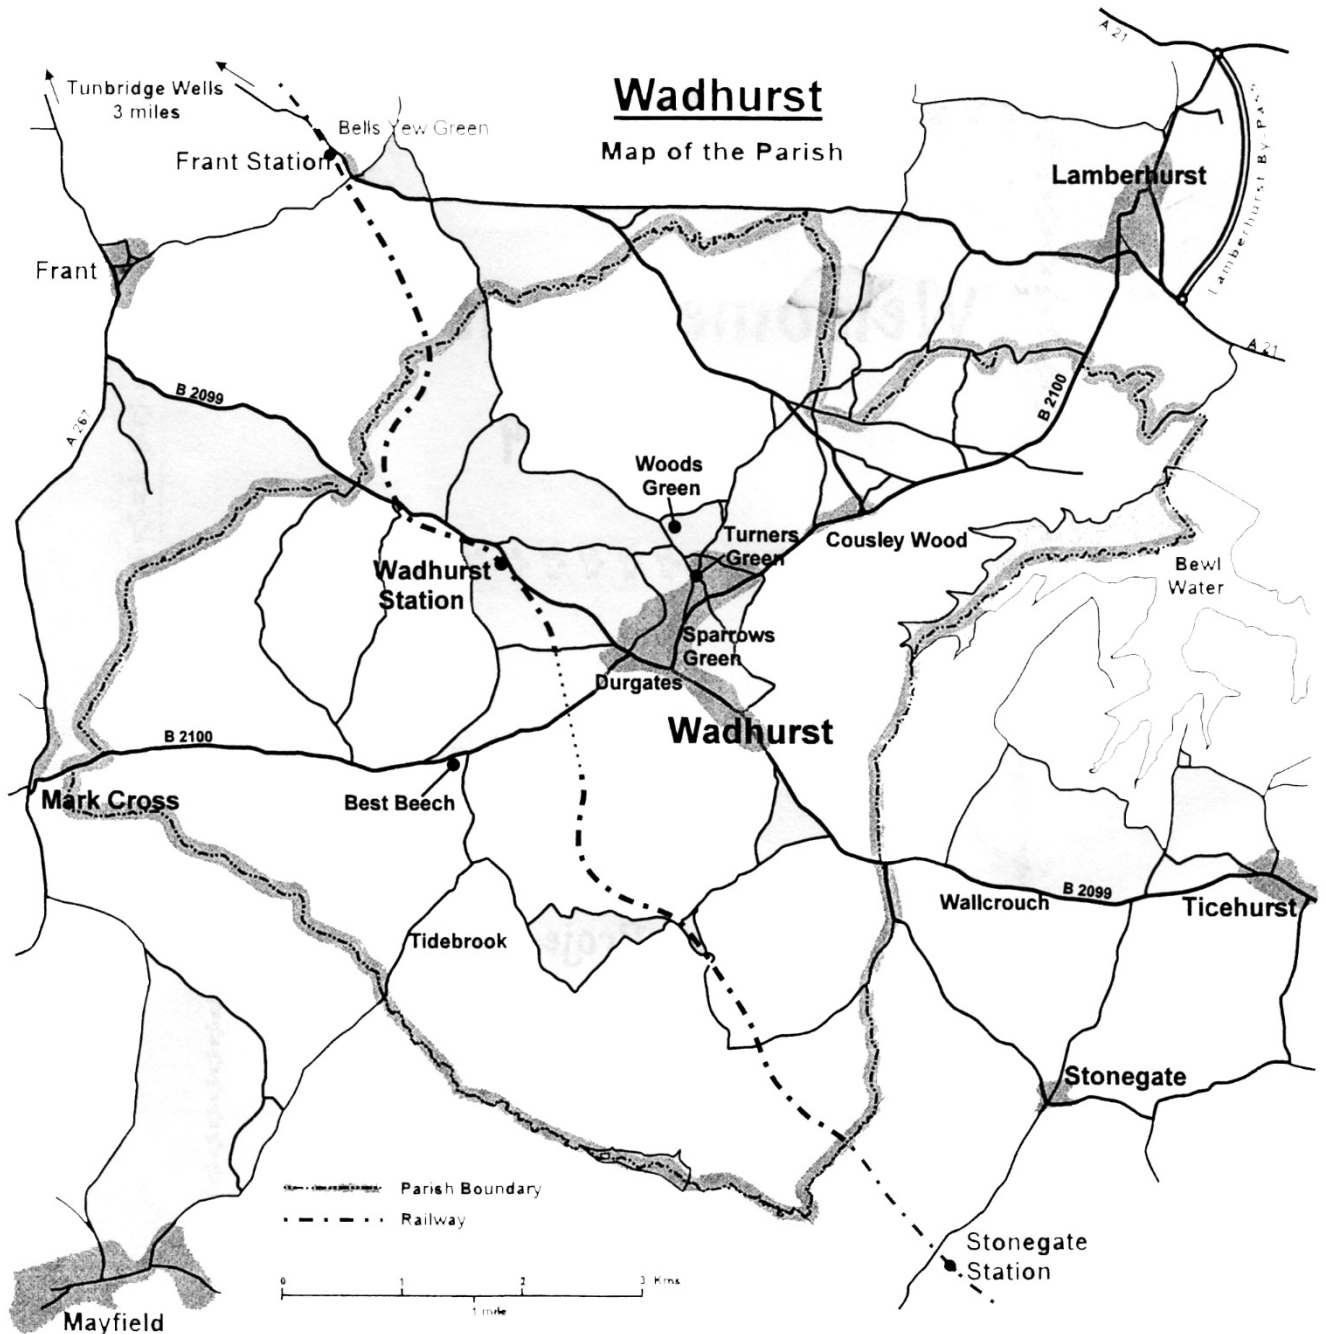 Wadhurst
Map of the Parish
A 21
Tunbridge Wells
3 miles
Bells Yew Green
Frant Station
Lamberhurst
Lamberhurst By-Pass
Frant
A 21
B 2099
B 2100
A 267
Woods
Green
Turners
Green
Cousley Wood
Bewl
Water
Wadhurst
Station
Sparrows
Green
Durgates
Wadhurst
B 2100
Mark Cross
Best Beech
B 2099
Wallcrouch
Ticehurst
Tidebrook
Stonegate
Parish Boundary
Railway
Stonegate
Station
0 1 2 3 Kms
1 mile
Mayfield